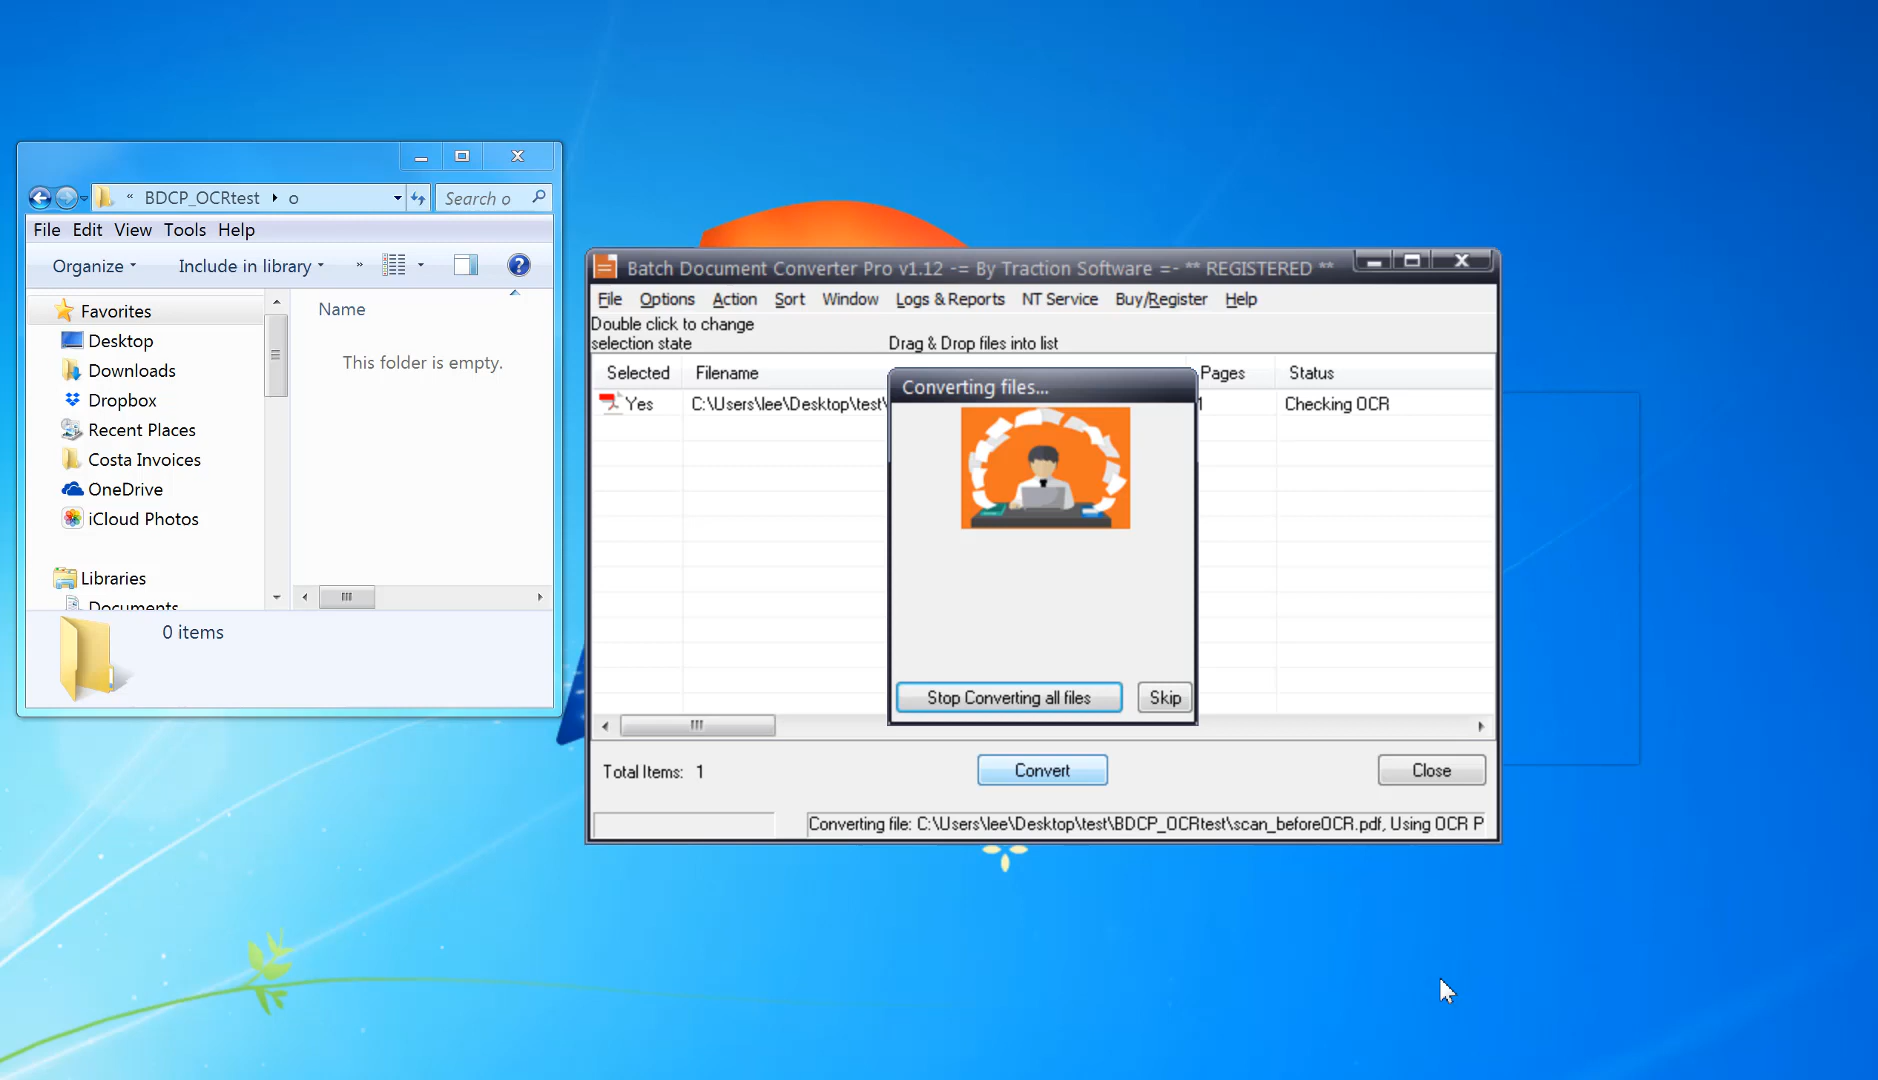 « BDCP_OCRtest o
Search o
File Edit View Tools Help
Organize Include in library »
Favorites
Desktop
Downloads
Dropbox
Recent Places
Costa Invoices
OneDrive
iCloud Photos
Libraries
Documents
Name
This folder is empty.
0 items
Batch Document Converter Pro v1.12 -= By Traction Software =- ** REGISTERED **
File Options Action Sort Window Logs & Reports NT Service Buy/Register Help
Double click to change
selection state
Drag & Drop files into list
Selected Filename Pages Status
Yes C:\Users\lee\Desktop\test\ 1 Checking OCR
Converting files...
Stop Converting all files Skip
Total Items: 1
Convert
Close
Converting file: C:\Users\lee\Desktop\test\BDCP_OCRtest\scan_beforeOCR.pdf, Using OCR P